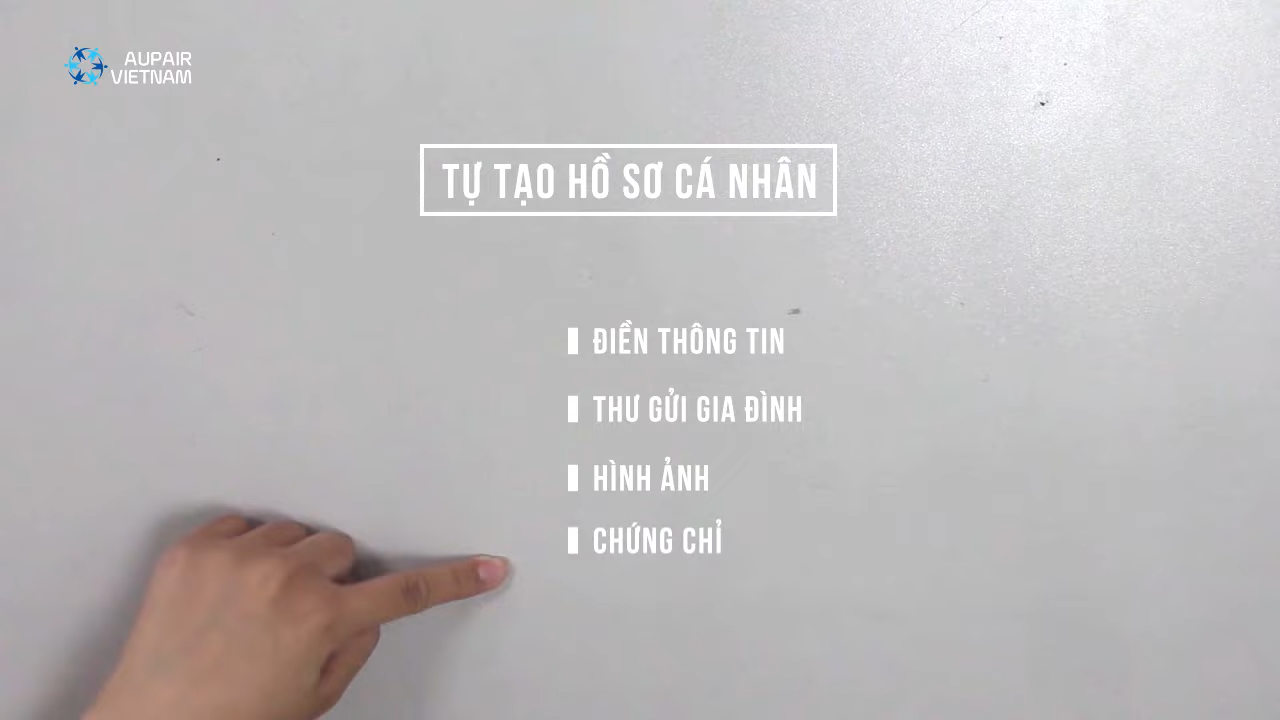 AUPAIR
VIETNAM
TỰ TẠO HỒ SƠ CÁ NHÂN
ĐIỀN THÔNG TIN
THƯ GỬI GIA ĐÌNH
HÌNH ẢNH
CHỨNG CHỈ